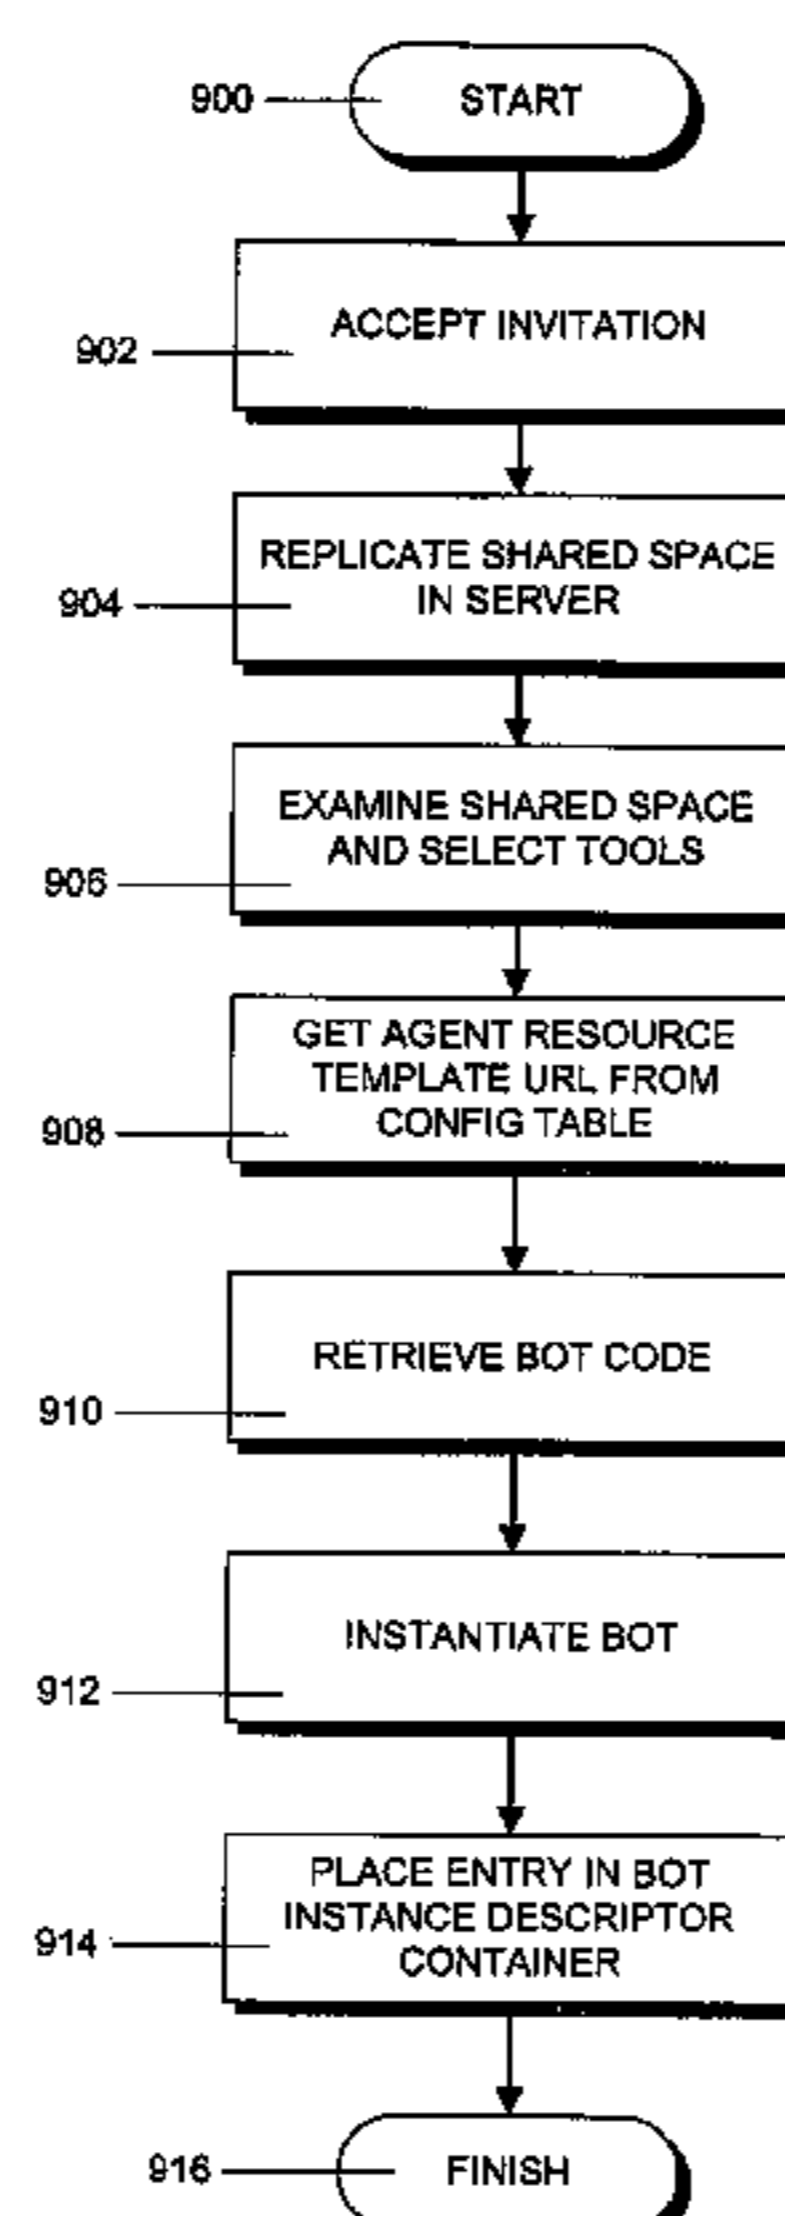 900 START
902 ACCEPT INVITATION
REPLICATE SHARED SPACE
904 IN SERVER
EXAMINE SHARED SPACE
AND SELECT TOOLS
906
GET AGENT RESOURCE
TEMPLATE URL FROM
CONFIG TABLE
908
RETRIEVE BOT CODE
910
INSTANTIATE BOT
912
PLACE ENTRY IN BOT
INSTANCE DESCRIPTOR
914
CONTAINER
916 FINISH